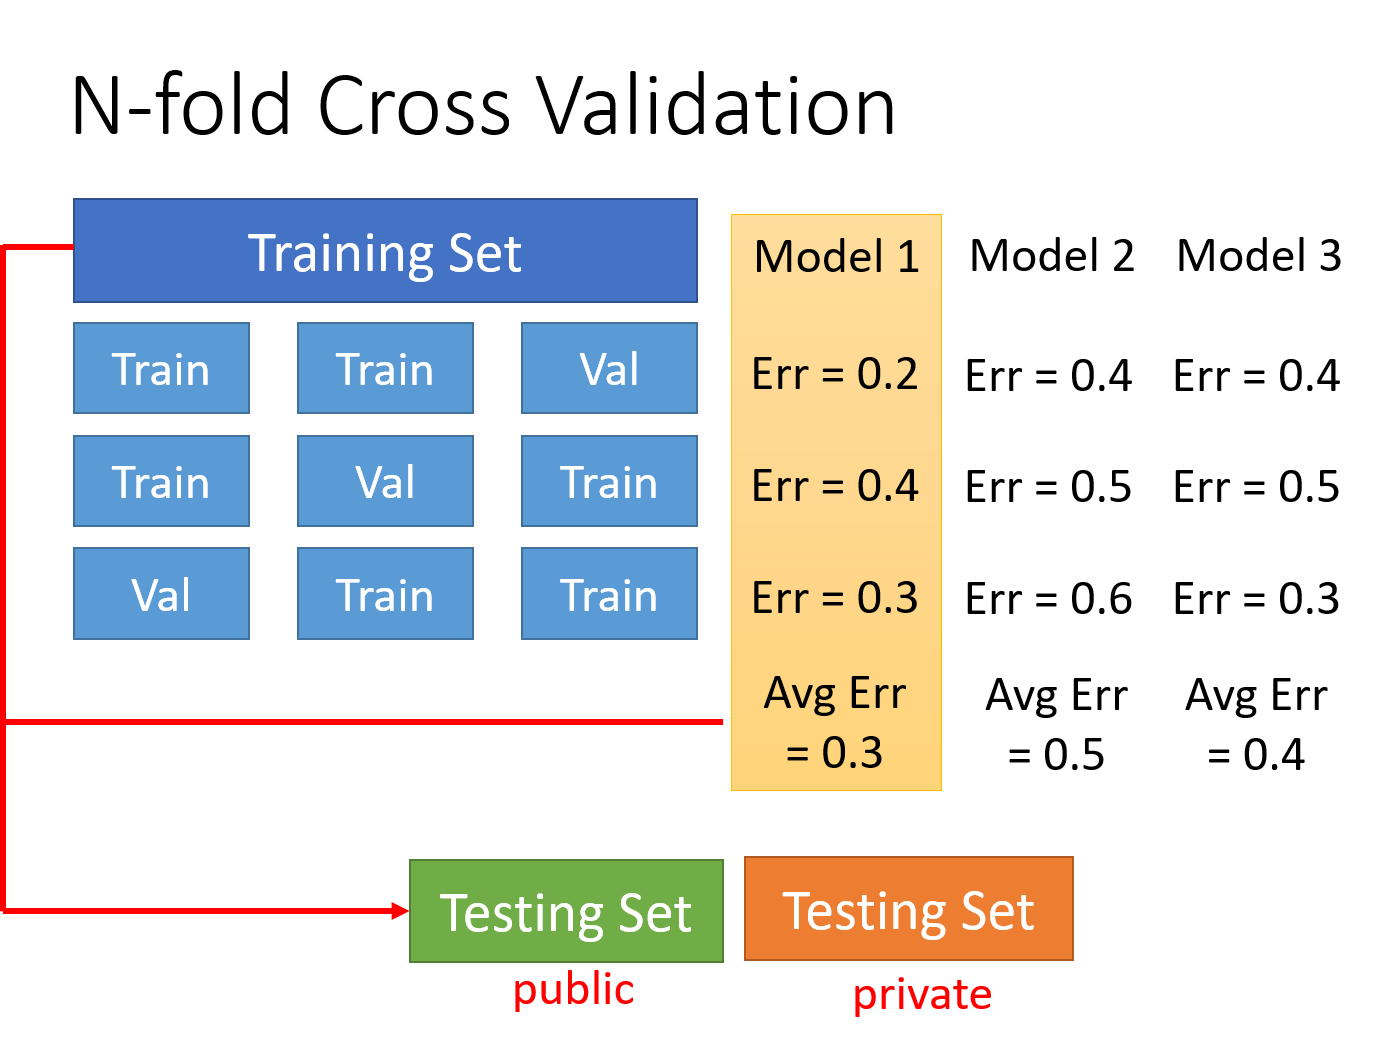 N-fold Cross Validation
Training Set
Model 1 Model 2 Model 3
Train Train Val Err = 0.2 Err = 0.4 Err = 0.4
Train Val Train Err = 0.4 Err = 0.5 Err = 0.5
Val Train Train Err = 0.3 Err = 0.6 Err = 0.3
Avg Err Avg Err Avg Err
= 0.3 = 0.5 = 0.4
Testing Set Testing Set
public private